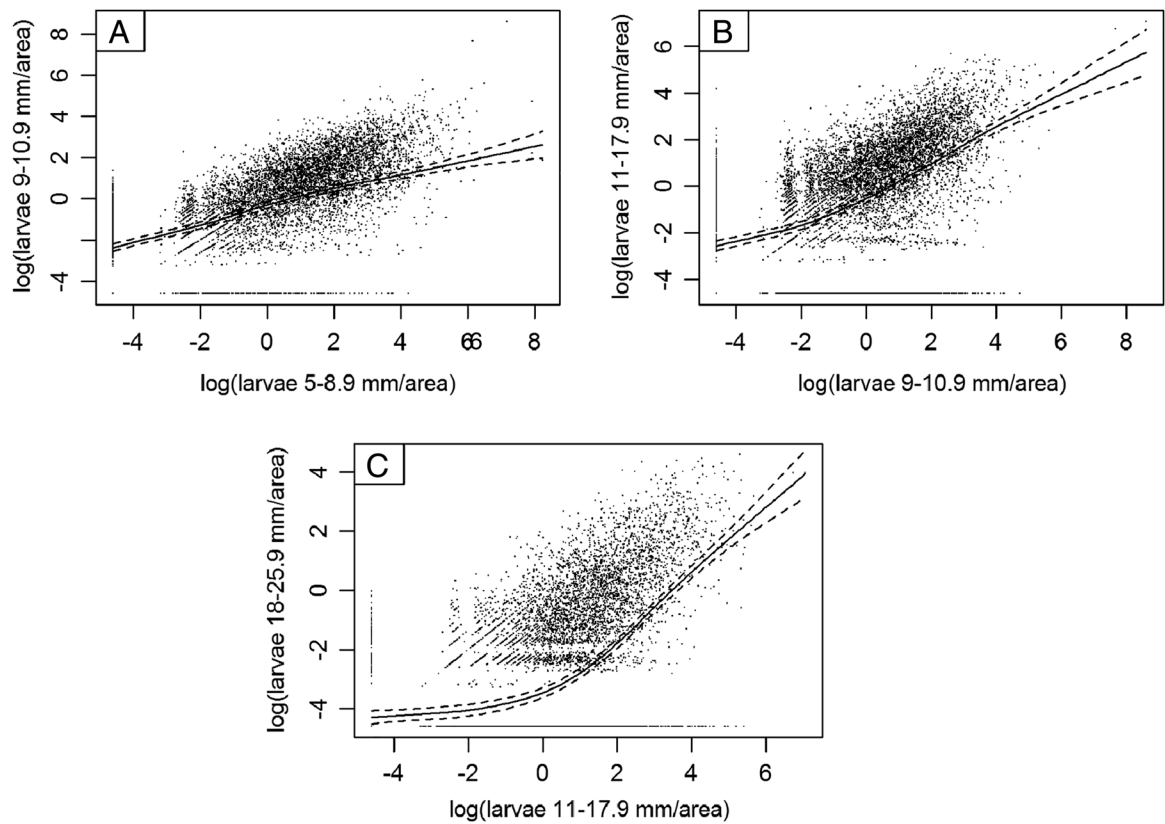 A
log(larvae 9-10.9 mm/area)
8
6
4
2
0
-4
-4 -2 0 2 4 66 8
log(larvae 5-8.9 mm/area)
B
log(larvae 11-17.9 mm/area)
6
4
2
0
-2
-4
-4 -2 0 2 4 6 8
log(larvae 9-10.9 mm/area)
C
log(larvae 18-25.9 mm/area)
4
2
0
-2
-4
-4 -2 0 2 4 6
log(larvae 11-17.9 mm/area)